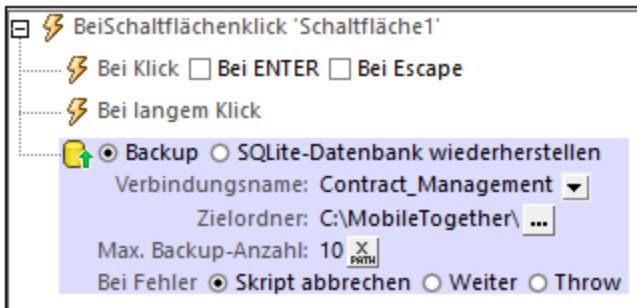 BeiSchaltflächenklick 'Schaltfläche1'
Bei Klick Bei ENTER Bei Escape
Bei langem Klick
Backup SQLite-Datenbank wiederherstellen
Verbindungsname: Contract_Management
Zielordner: C:\MobileTogether\ ...
Max. Backup-Anzahl: 10 X PATH
Bei Fehler Skript abbrechen Weiter Throw